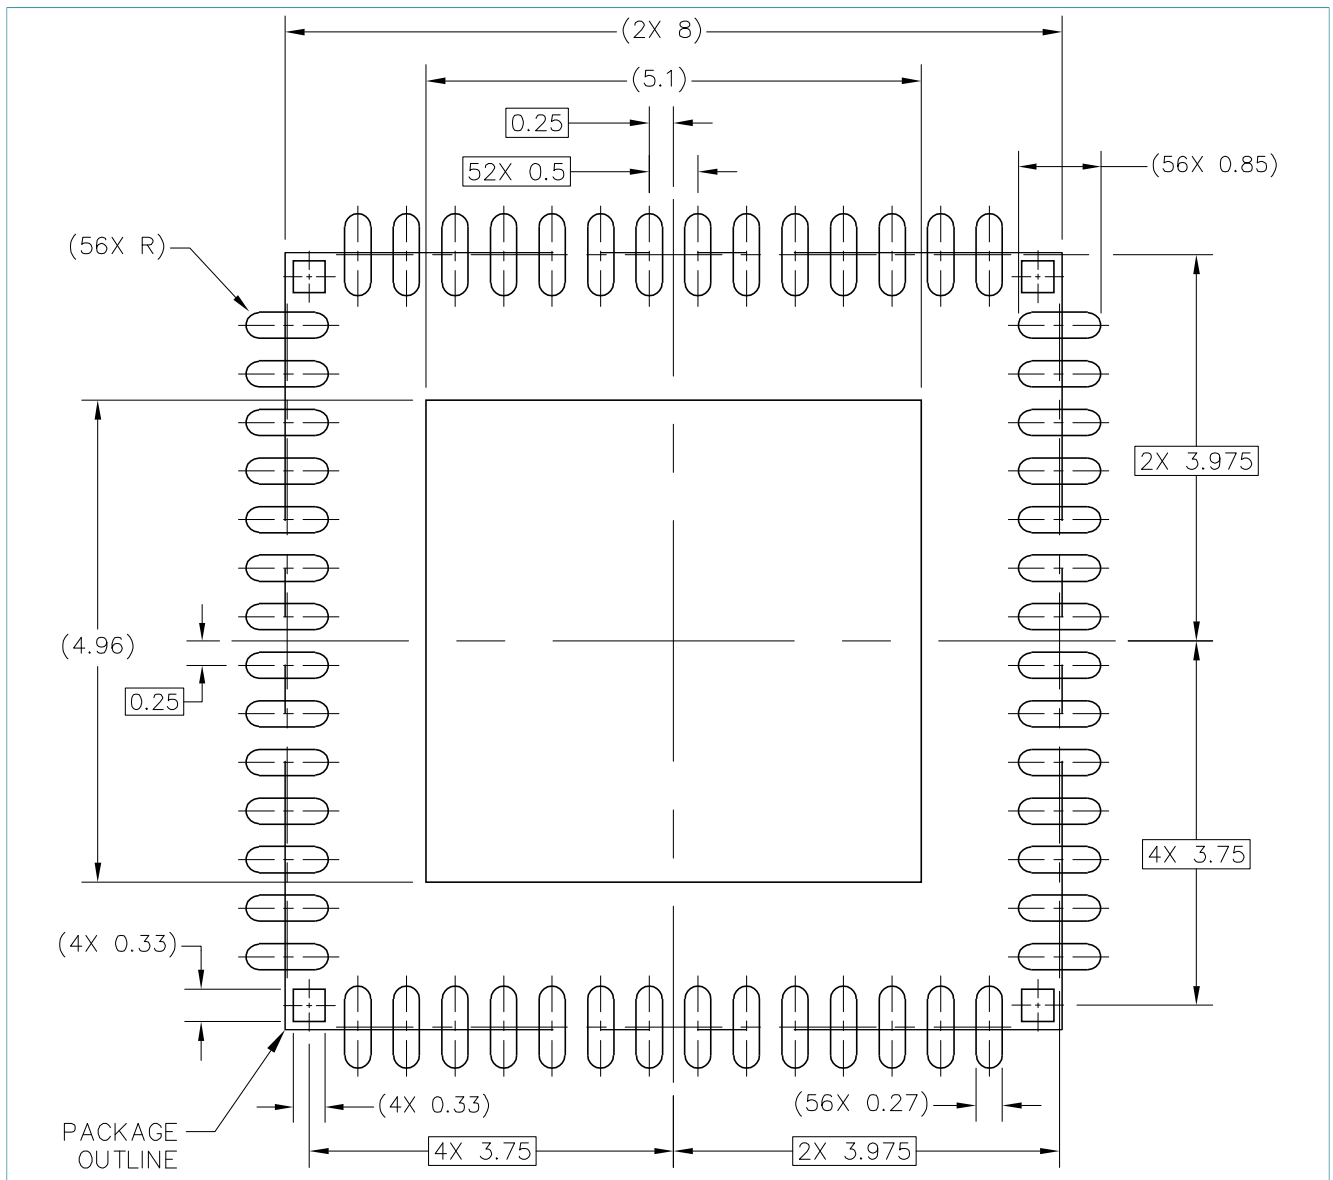 (2X 8)
(5.1)
0.25
52X 0.5
(56X 0.85)
(56X R)
2X 3.975
(4.96)
0.25
4X 3.75
(4X 0.33)
(4X 0.33)
(56X 0.27)
PACKAGE
OUTLINE
4X 3.75
2X 3.975